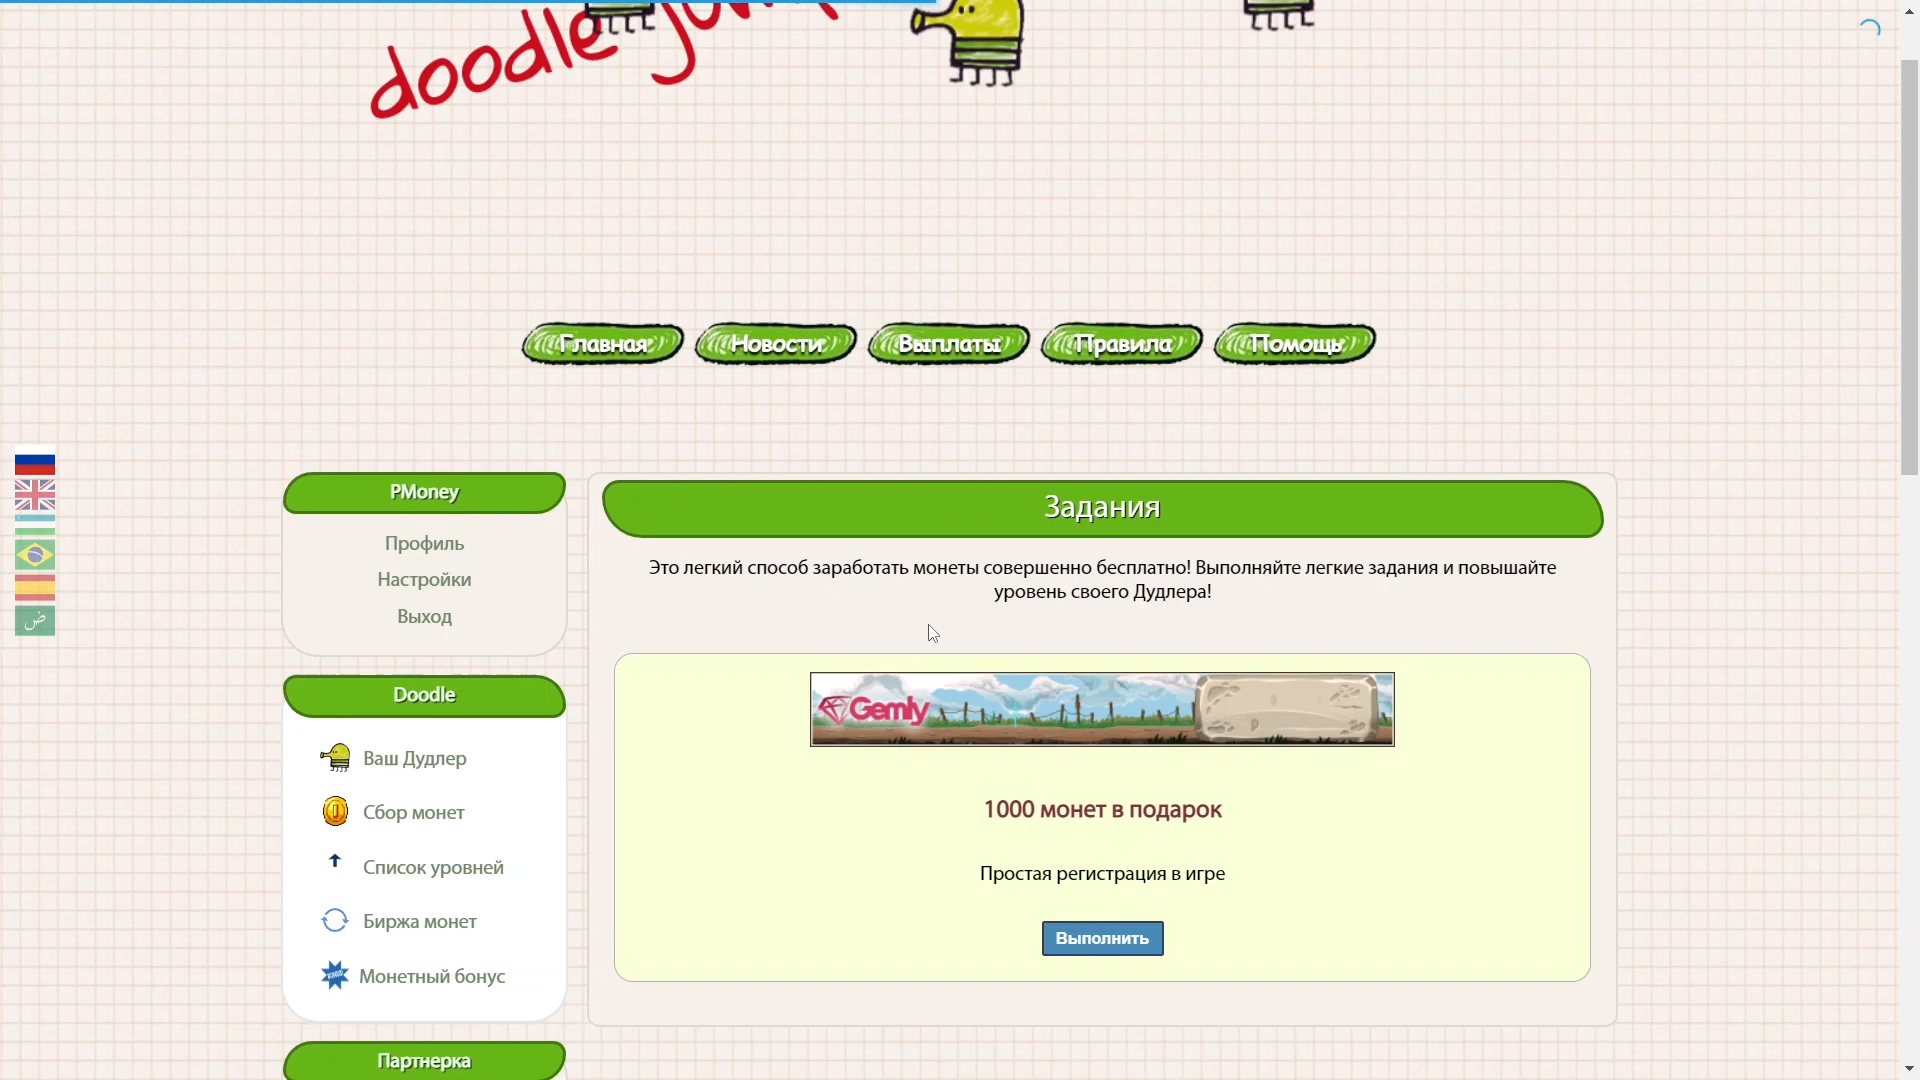 doodle jump
Главная
Новости
Выплаты
Правила
Помощь
PMoney
Профиль
Настройки
Выход
Doodle
Ваш Дудлер
Сбор монет
Список уровней
Биржа монет
Монетный бонус
Партнерка
Задания
Это легкий способ заработать монеты совершенно бесплатно! Выполняйте легкие задания и повышайте
уровень своего Дудлера!
Gemly
1000 монет в подарок
Простая регистрация в игре
Выполнить
ض